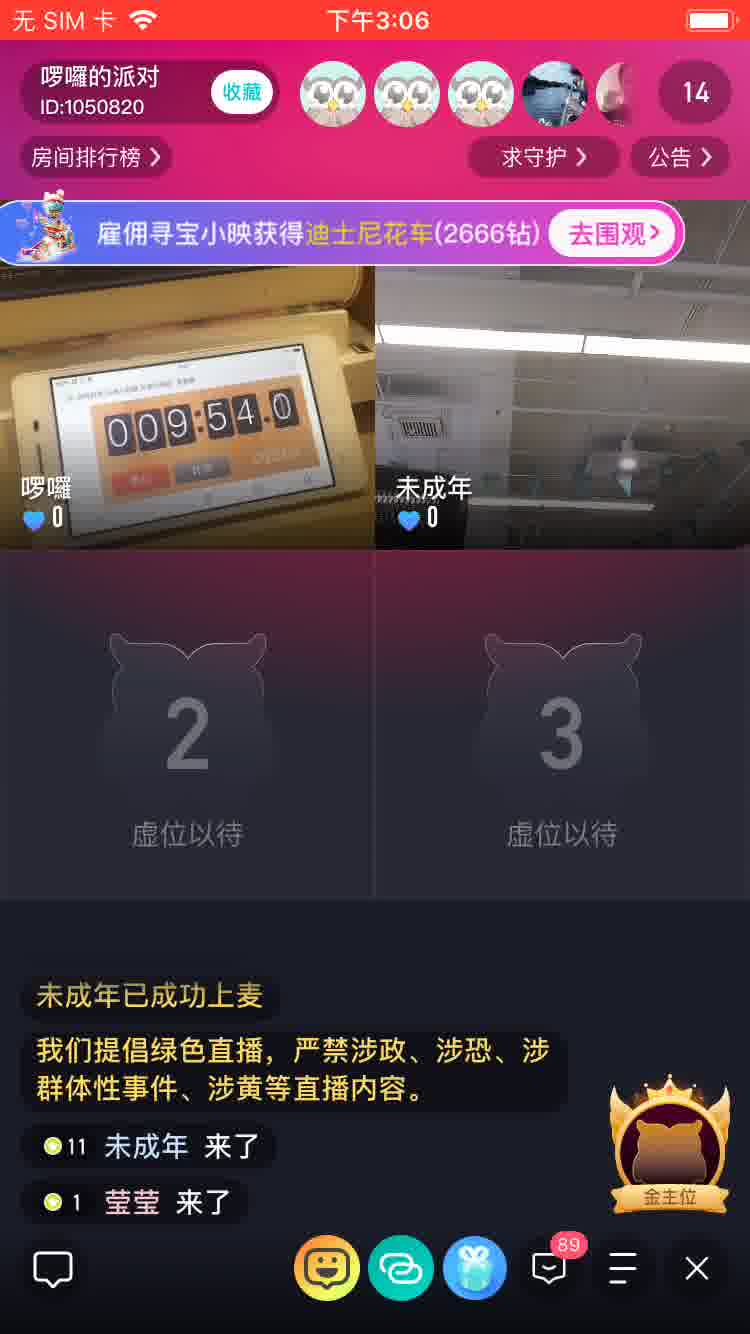 无 SIM 卡
下午3:06
啰囉的派对
ID:1050820
收藏
14
房间排行榜
求守护
公告
雇佣寻宝小映获得迪士尼花车(2666钻)
去围观
009:54.0
啰囉
0
未成年
0
2
虚位以待
3
虚位以待
未成年已成功上麦
我们提倡绿色直播，严禁涉政、涉恐、涉
群体性事件、涉黄等直播内容。
11 未成年 来了
1 莹莹 来了
金主位
89